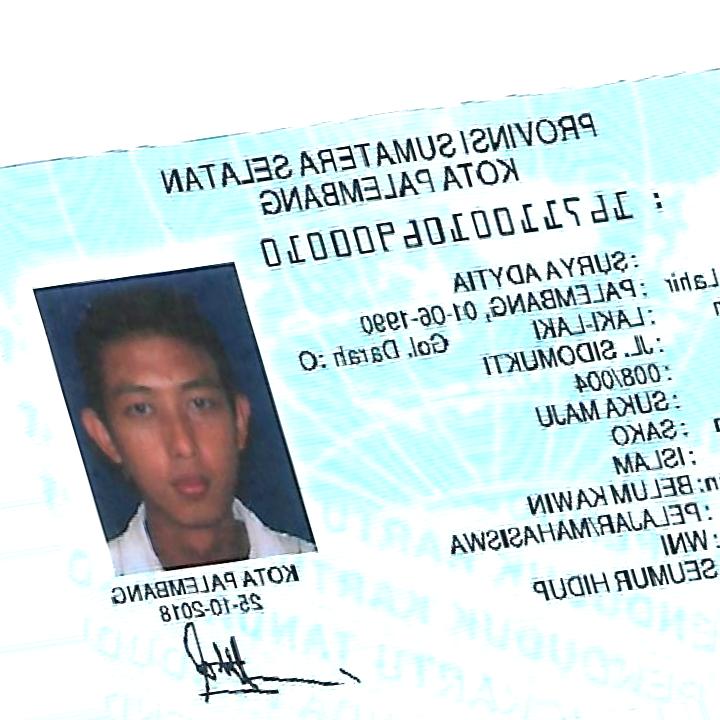 PROVINSI SUMATERA SELATAN
KOTA PALEMBANG
: 1671100106900010
: SURYA ADYTIA
Lahir : PALEMBANG, 01-06-1990
: LAKI-LAKI Gol. Darah : O
: JL. SIDOMUKTI
: 008/004
: SUKA MAJU
: SAKO
: ISLAM
: BELUM KAWIN
: PELAJAR/MAHASISWA
: WNI
SEUMUR HIDUP
KOTA PALEMBANG
25-10-2018